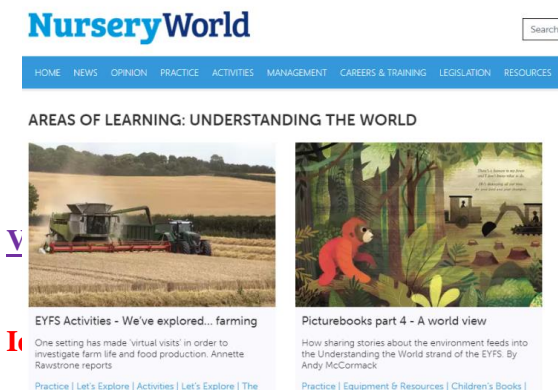 NurseryWorld
Search
HOME NEWS OPINION PRACTICE ACTIVITIES MANAGEMENT CAREERS & TRAINING LEGISLATION RESOURCES
AREAS OF LEARNING: UNDERSTANDING THE WORLD
EYFS Activities - We've explored... farming
One setting has made 'virtual visits' in order to
investigate farm life and food production. Annette
Rawstrone reports
Practice | Let's Explore | Activities | Let's Explore | The
Picturebooks part 4 - A world view
How sharing stories about the environment feeds into
the Understanding the World strand of the EYFS. By
Andy McCormack
Practice | Equipment & Resources | Children's Books |